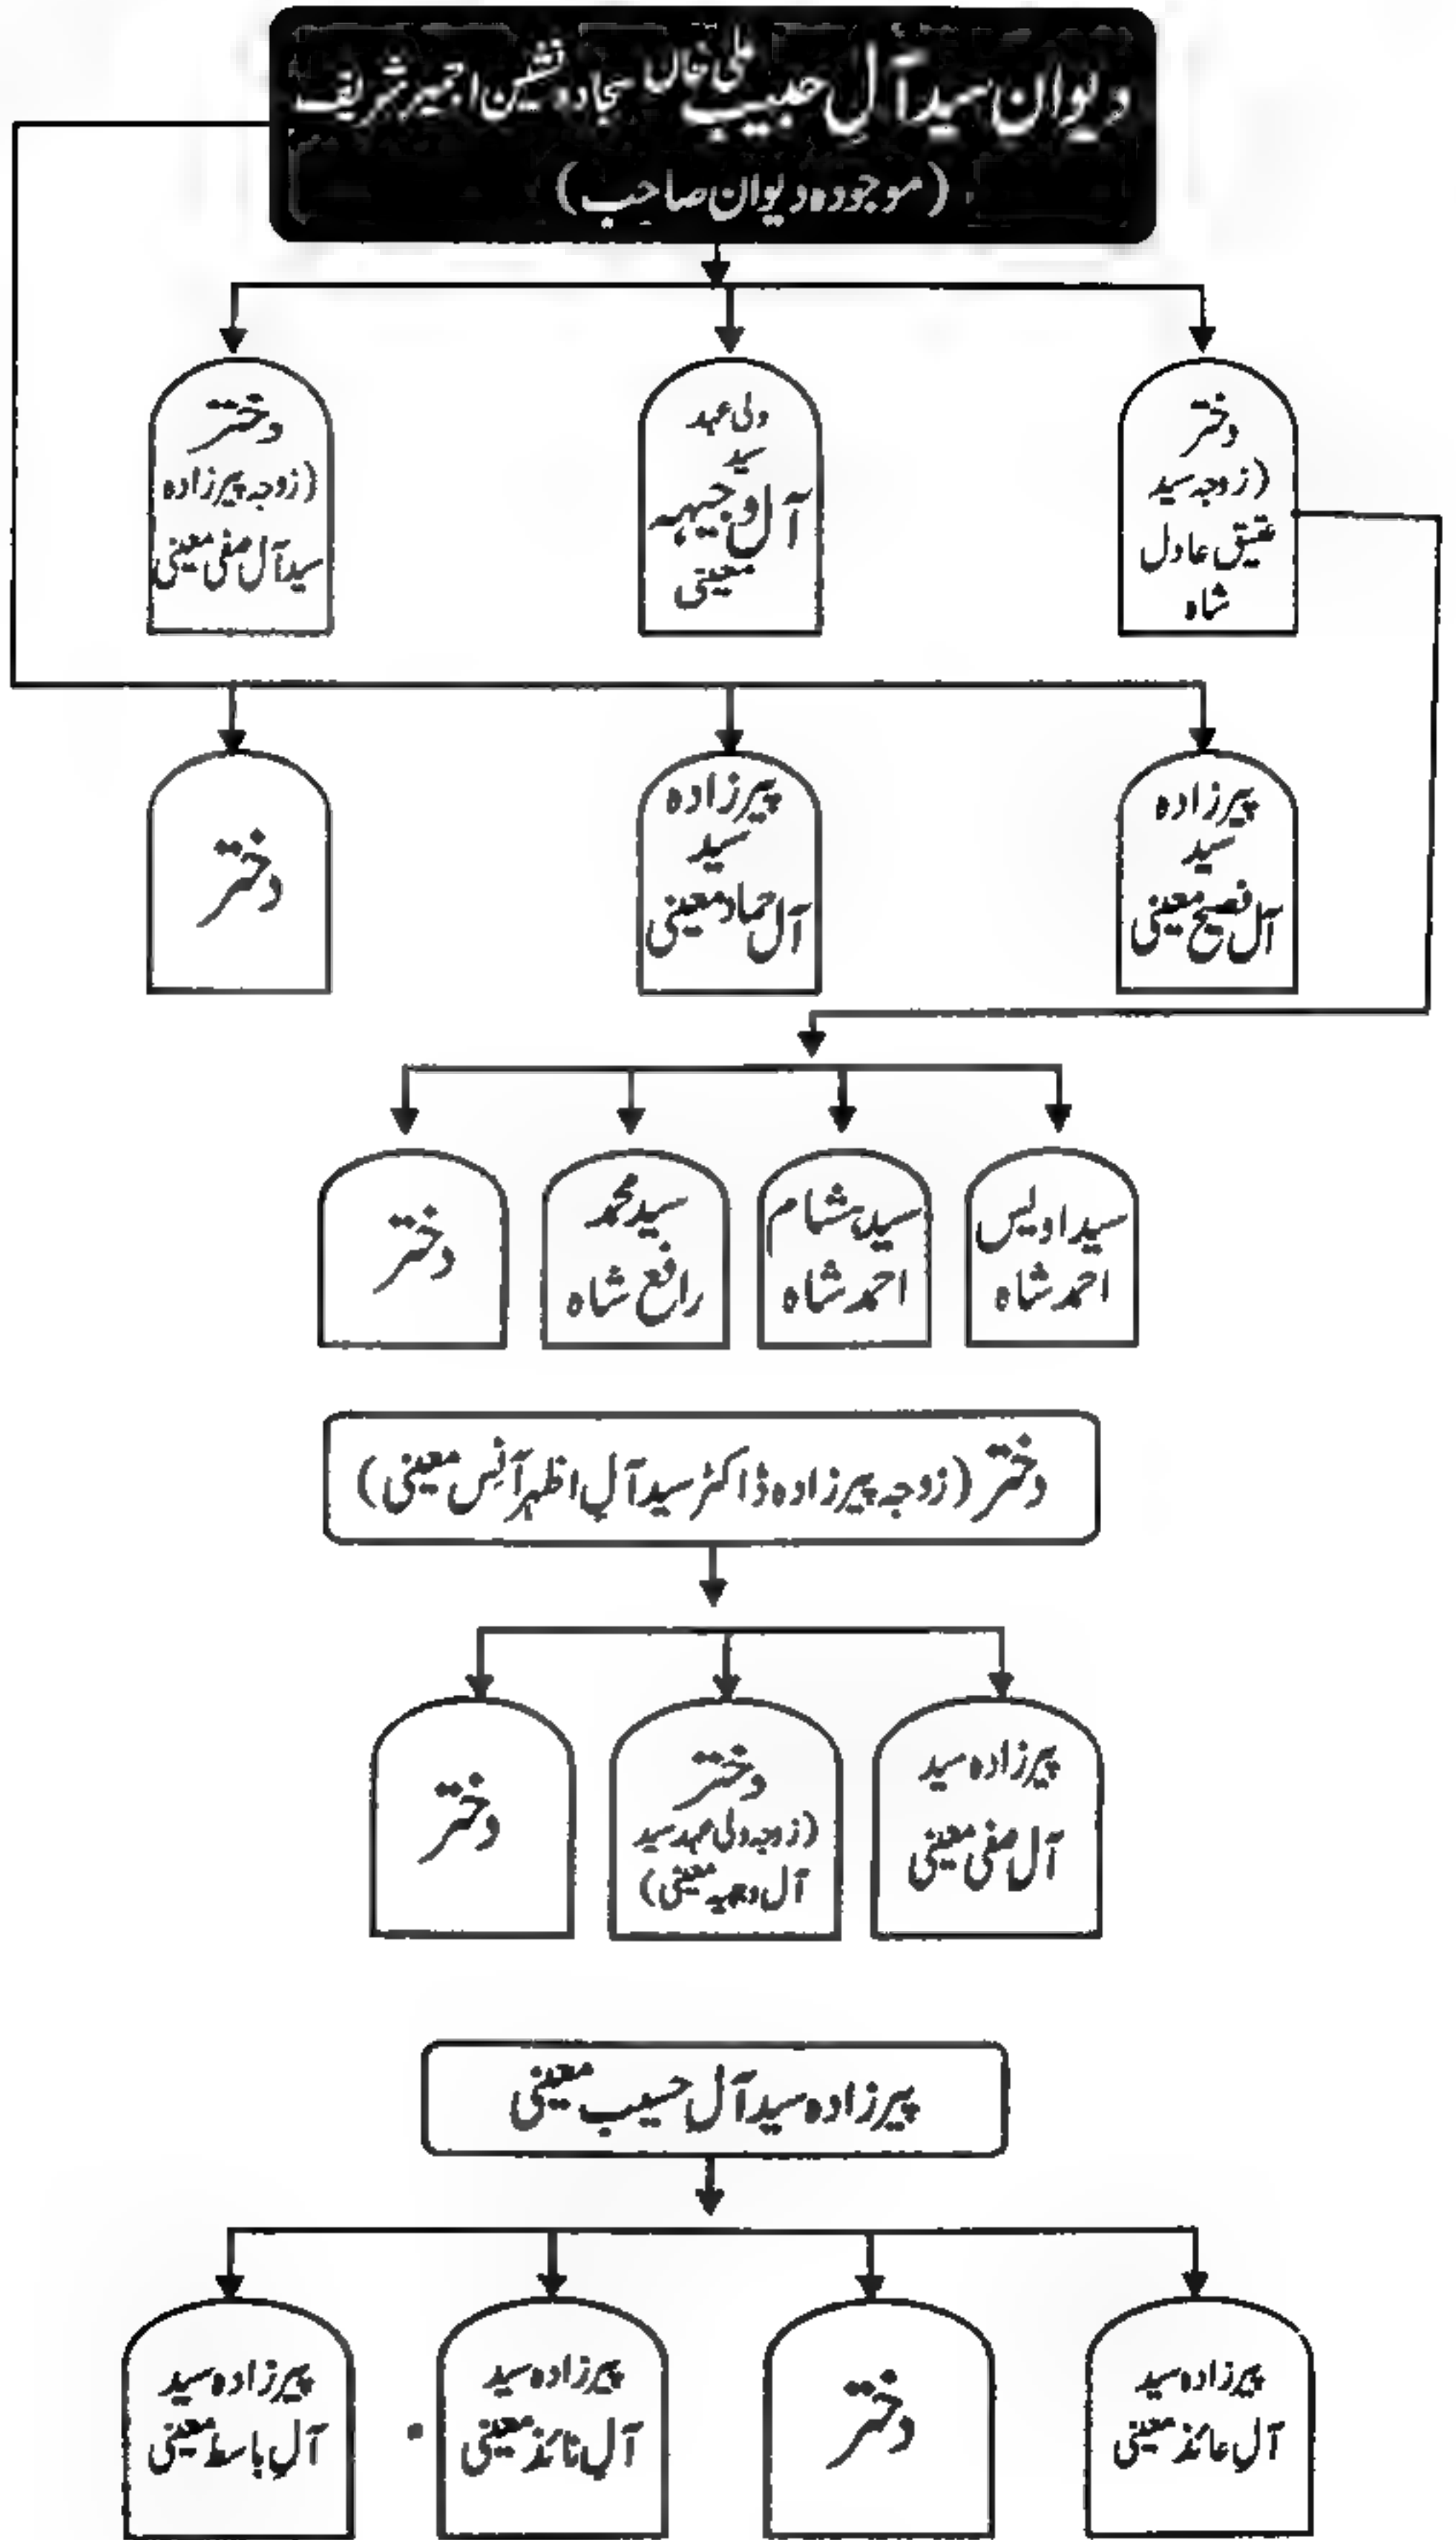 دیوان سید آلِ حبیب علی خاں سجادہ نشین اجمیر شریف
(موجودہ دیوان صاحب)
دختر
(زوجہ سید
عتیق عادل
شاہ
ولی عہد
سید
آل وجیہہ
معینی
دختر
(زوجہ پیرزادہ
سید آل صفی معینی
پیرزادہ
سید
آل فصیح معینی
پیرزادہ
سید
آل حماد معینی
دختر
سید اویس
احمد شاہ
سید ہشام
احمد شاہ
سید محمد
رافع شاہ
دختر
دختر (زوجہ پیرزادہ ڈاکٹر سید آلِ اظہر آنِس معینی)
پیرزادہ سید
آل صفی معینی
دختر
(زوجہ ولی عہد سید
آل وجیہہ معینی)
دختر
پیرزادہ سید آل حسیب معینی
پیرزادہ سید
آلِ عائذ معینی
دختر
پیرزادہ سید
آلِ معینی
پیرزادہ سید
آلِ باسط معینی